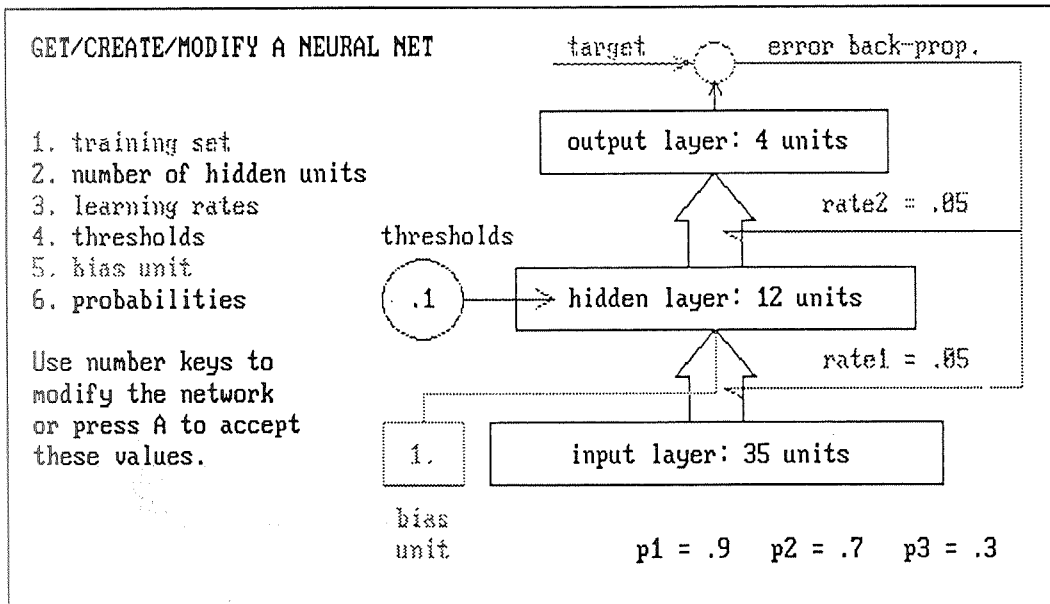 GET/CREATE/MODIFY A NEURAL NET
1. training set
2. number of hidden units
3. learning rates
4. thresholds
5. bias unit
6. probabilities
Use number keys to
modify the network
or press A to accept
these values.
target
error back-prop.
output layer: 4 units
rate2 = .05
thresholds
.1
hidden layer: 12 units
rate1 = .05
1.
input layer: 35 units
bias
unit
p1 = .9 p2 = .7 p3 = .3